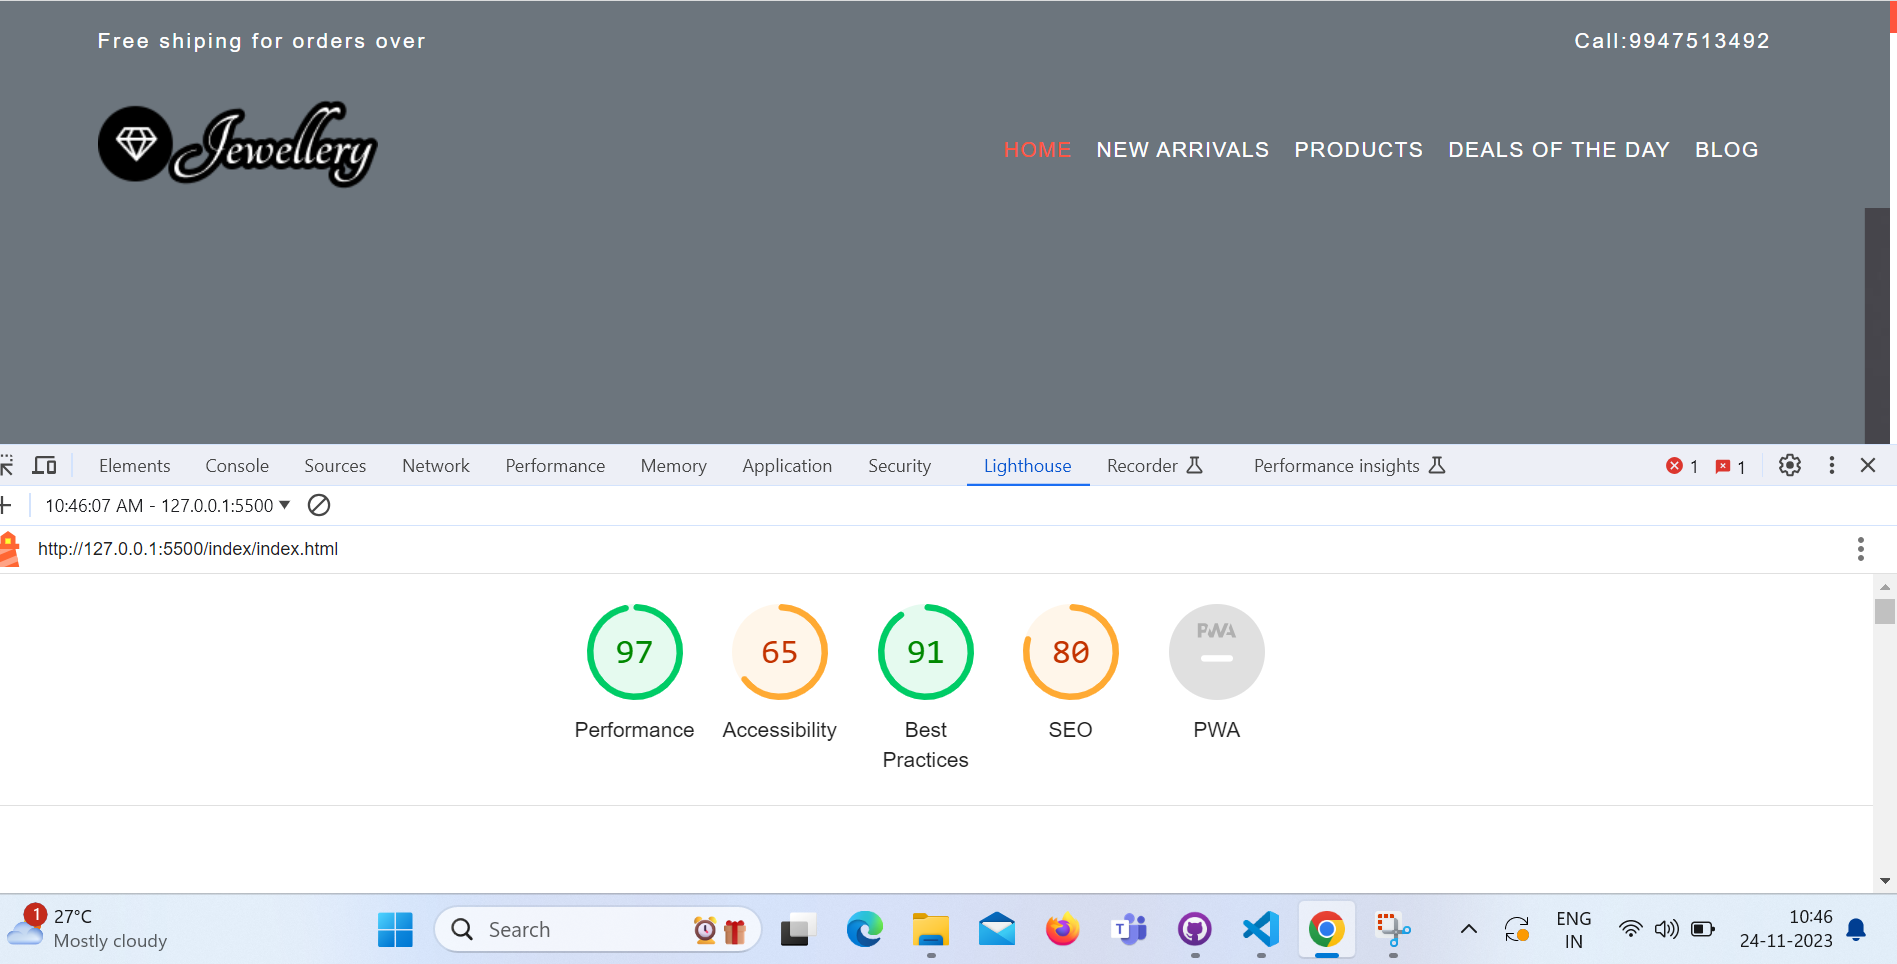 Free shiping for orders over
Call:9947513492
Jewellery
HOME NEW ARRIVALS PRODUCTS DEALS OF THE DAY BLOG
Elements Console Sources Network Performance Memory Application Security Lighthouse Recorder Performance insights 1 1
10:46:07 AM - 127.0.0.1:5500
http://127.0.0.1:5500/index/index.html
97 65 91 80 PWA
Performance Accessibility Best Practices SEO PWA
1 27°C
Mostly cloudy
Search
T
ENG
IN
10:46
24-11-2023